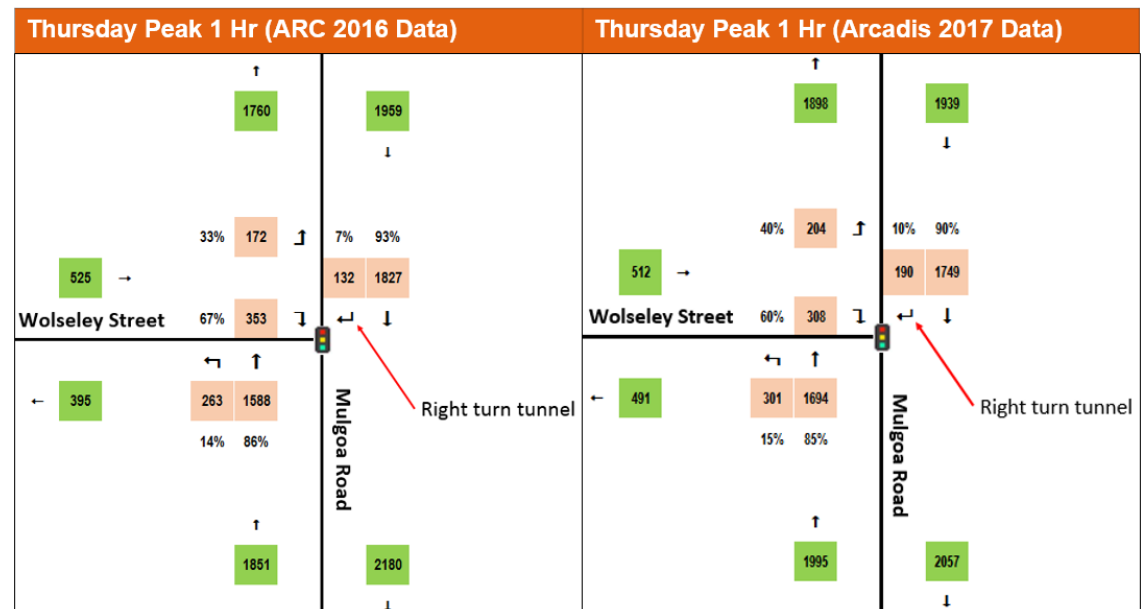 Thursday Peak 1 Hr (ARC 2016 Data)
1760 1959
33% 172 7% 93%
525 132 1827
Wolseley Street 67% 353
395 263 1588
Right turn tunnel
14% 86%
Mulgoa Road
1851 2180
Thursday Peak 1 Hr (Arcadis 2017 Data)
1898 1939
40% 204 10% 90%
512 190 1749
Wolseley Street 60% 308
491 301 1694
Right turn tunnel
15% 85%
Mulgoa Road
1995 2057